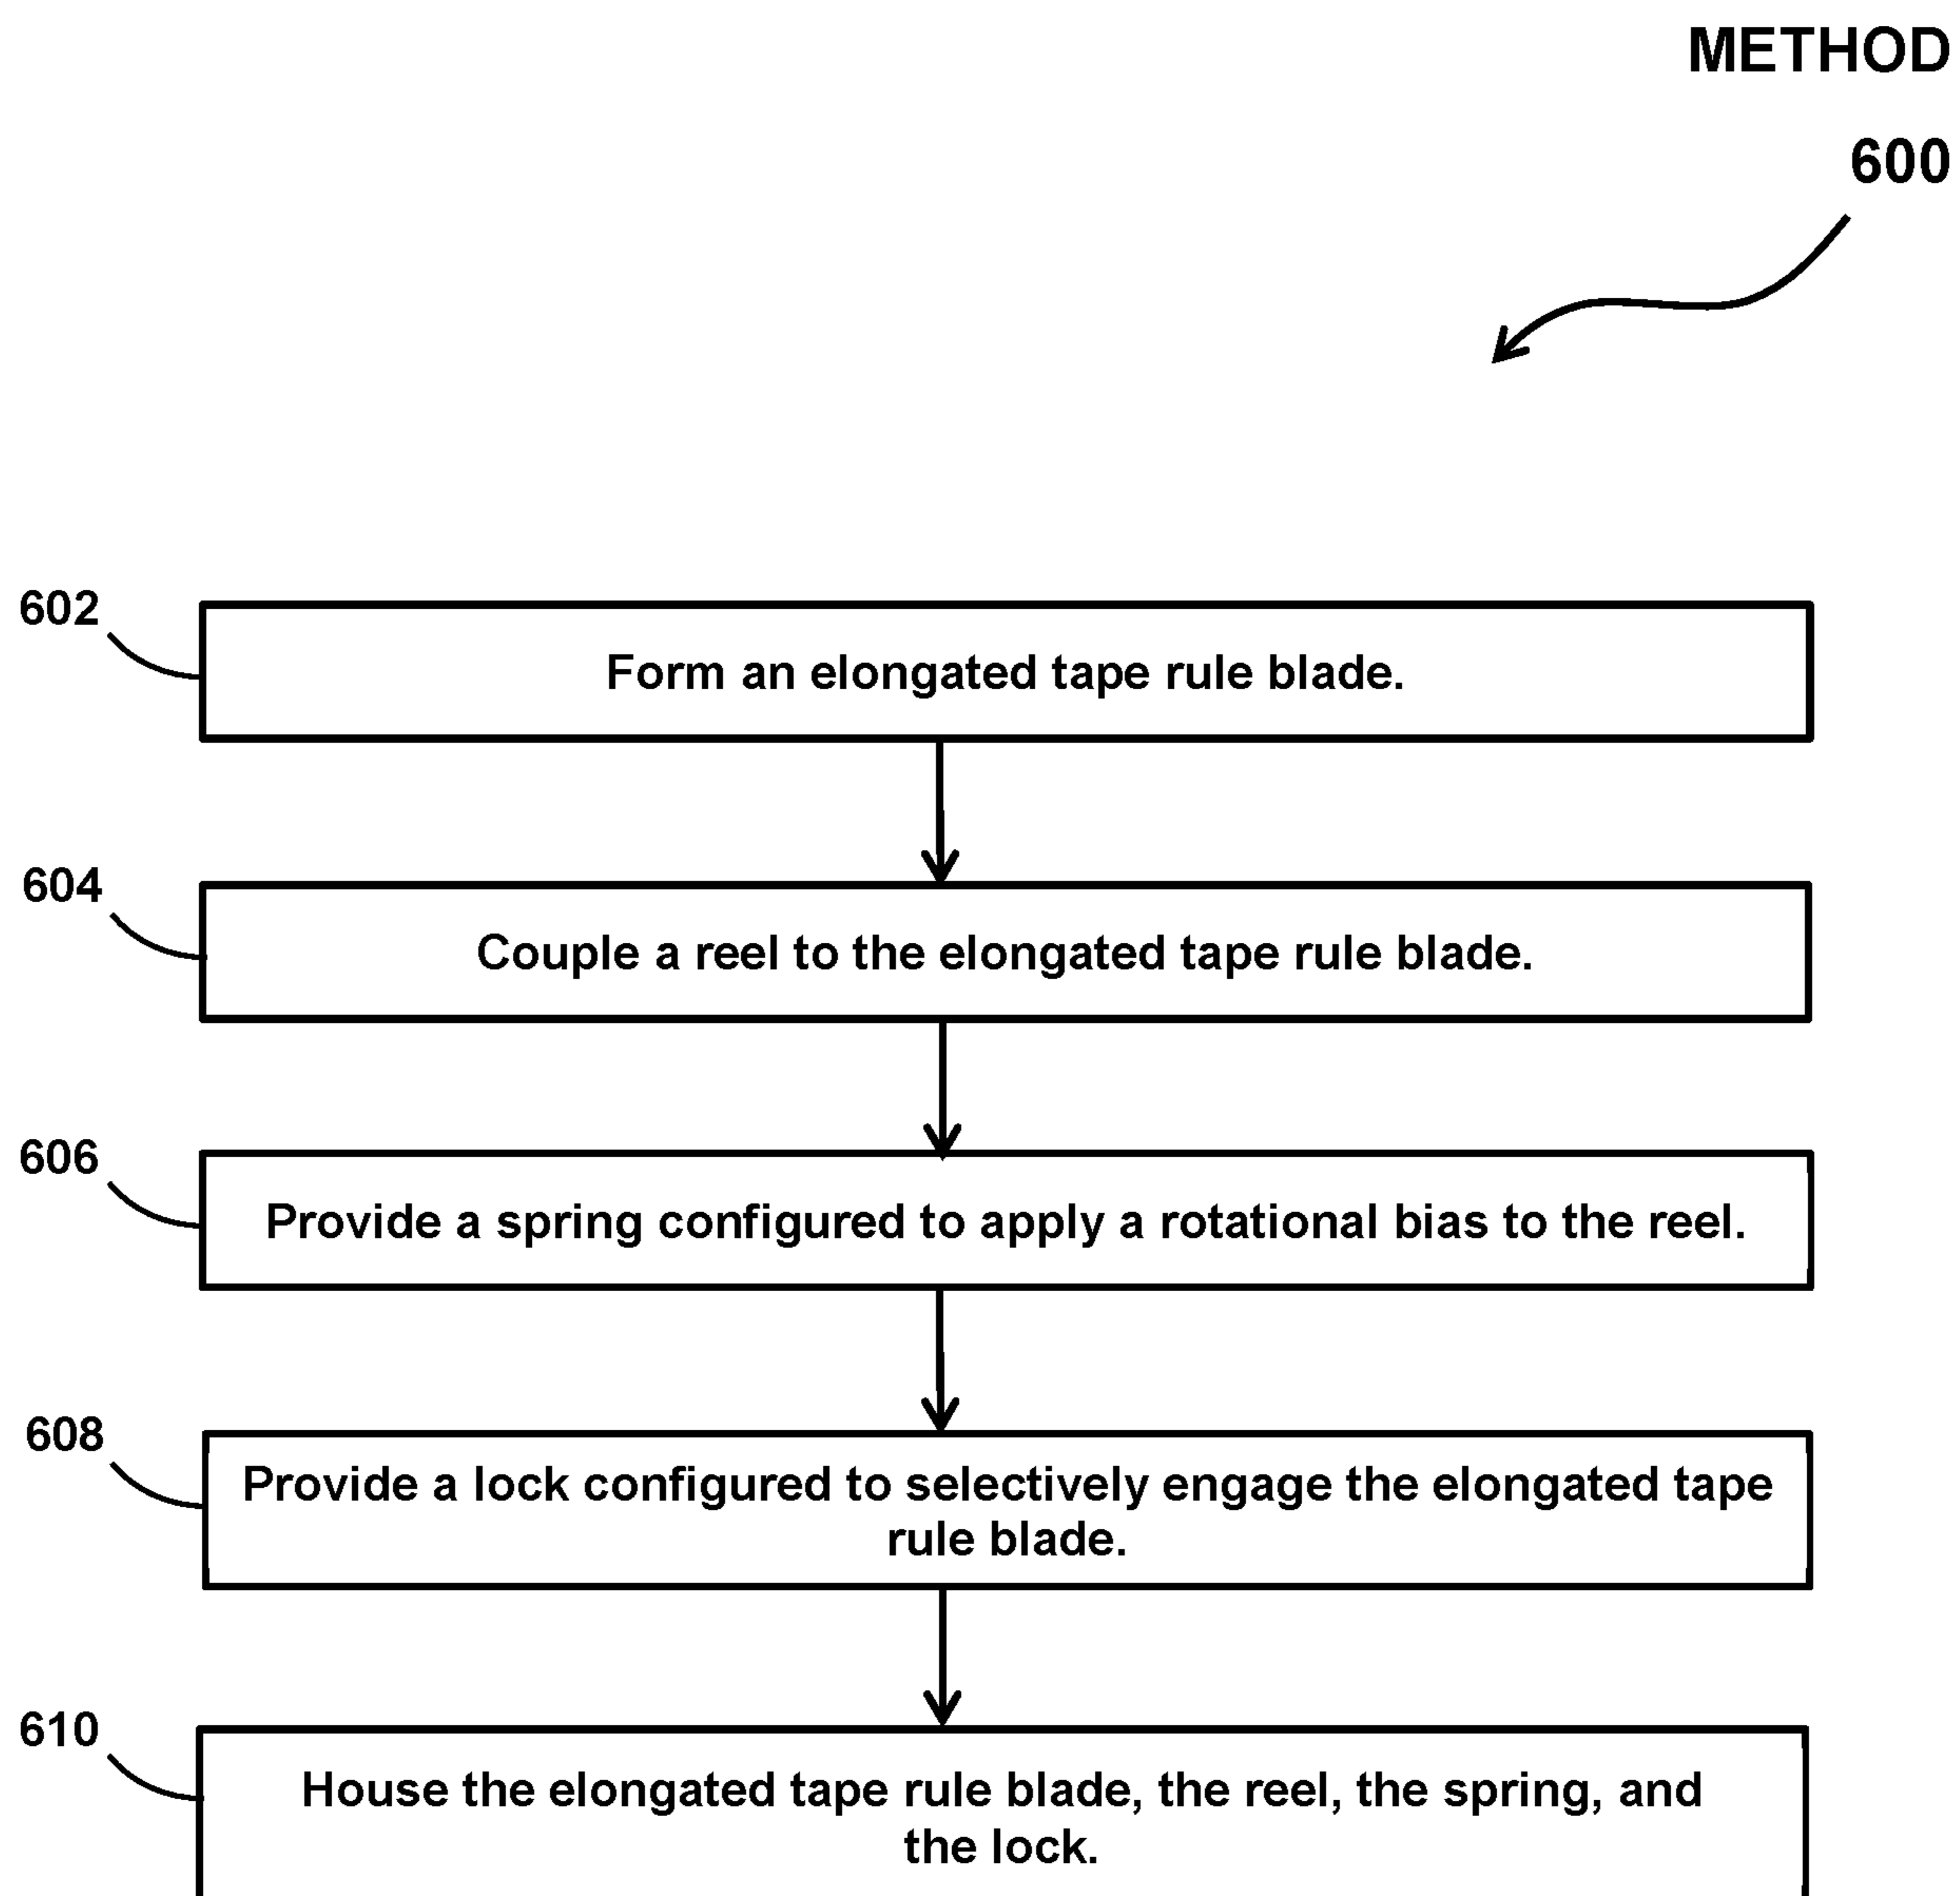 METHOD
600
602
Form an elongated tape rule blade.
604
Couple a reel to the elongated tape rule blade.
606
Provide a spring configured to apply a rotational bias to the reel.
608
Provide a lock configured to selectively engage the elongated tape
rule blade.
610
House the elongated tape rule blade, the reel, the spring, and
the lock.